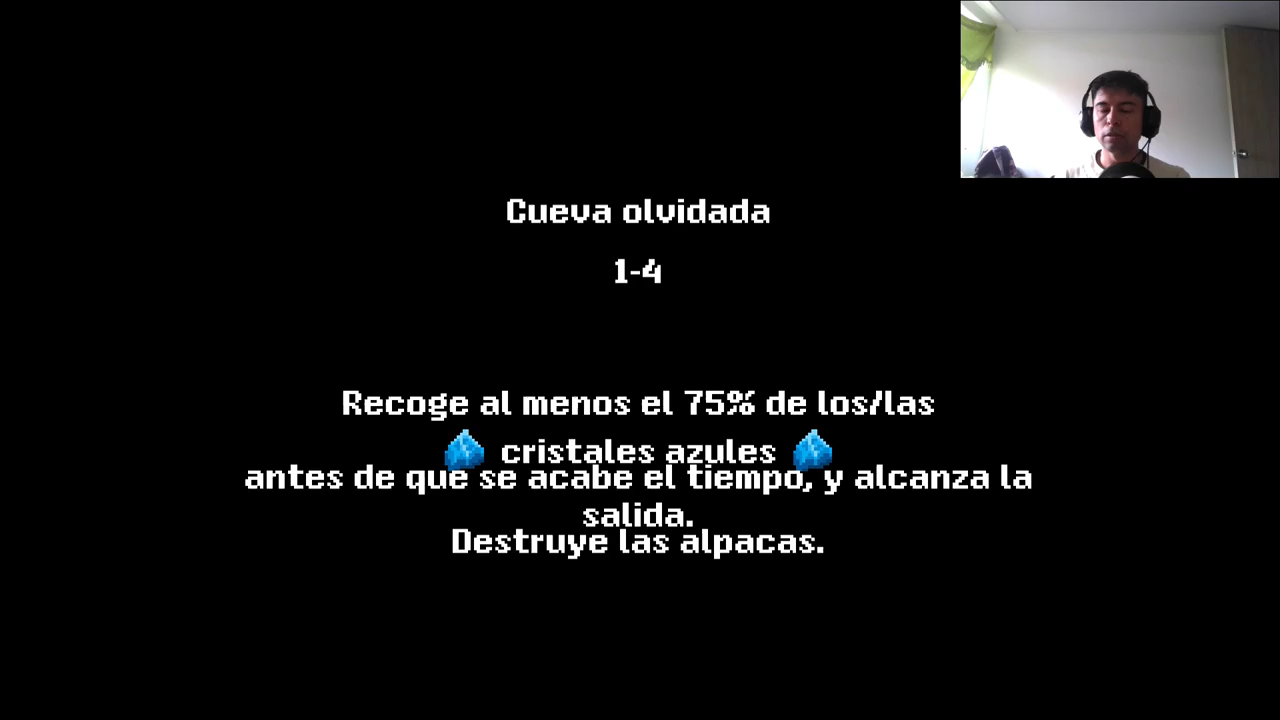 Cueva olvidada
1-4
Recoge al menos el 75% de los/las
cristales azules
antes de que se acabe el tiempo, y alcanza la
salida.
Destruye las alpacas.